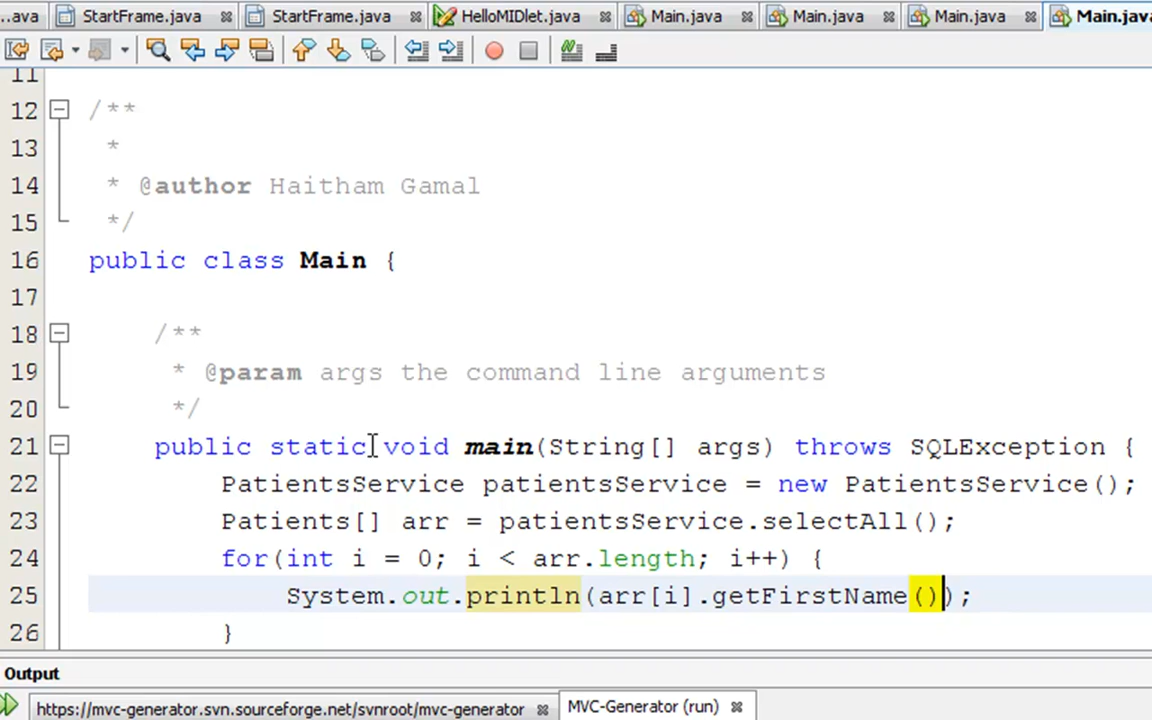 ..ava StartFrame.java StartFrame.java HelloMIDlet.java Main.java Main.java Main.java Main.java
11
12 /**
13 *
14 * @author Haitham Gamal
15 */
16 public class Main {
17
18 /**
19 * @param args the command line arguments
20 */
21 public static void main(String[] args) throws SQLException {
22 PatientsService patientsService = new PatientsService();
23 Patients[] arr = patientsService.selectAll();
24 for(int i = 0; i < arr.length; i++) {
25 System.out.println(arr[i].getFirstName());
26 }
Output
https://mvc-generator.svn.sourceforge.net/svnroot/mvc-generator MVC-Generator (run)